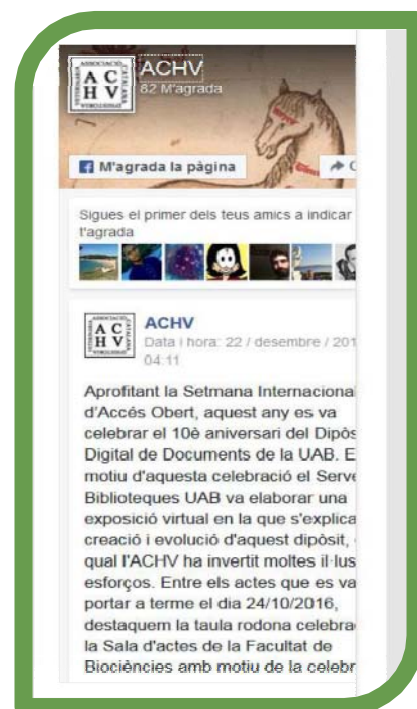 ASSOCIACIÓ
CATALANA
A C
H V
VETERINÀRIA
ACHV
82 M'agrada
M'agrada la pàgina
Sigues el primer dels teus amics a indicar
t'agrada
A C
H V
ACHV
Data i hora: 22 / desembre / 201
04:11
Aprofitant la Setmana Internaciona
d'Accés Obert, aquest any es va
celebrar el 10è aniversari del Dipòs
Digital de Documents de la UAB. E
motiu d'aquesta celebració el Serve
Biblioteques UAB va elaborar una
exposició virtual en la que s'explica
creació i evolució d'aquest dipòsit,
qual l'ACHV ha invertit moltes il·lus
esforços. Entre els actes que es va
portar a terme el dia 24/10/2016,
destaquem la taula rodona celebra
la Sala d'actes de la Facultat de
Biociències amb motiu de la celebr